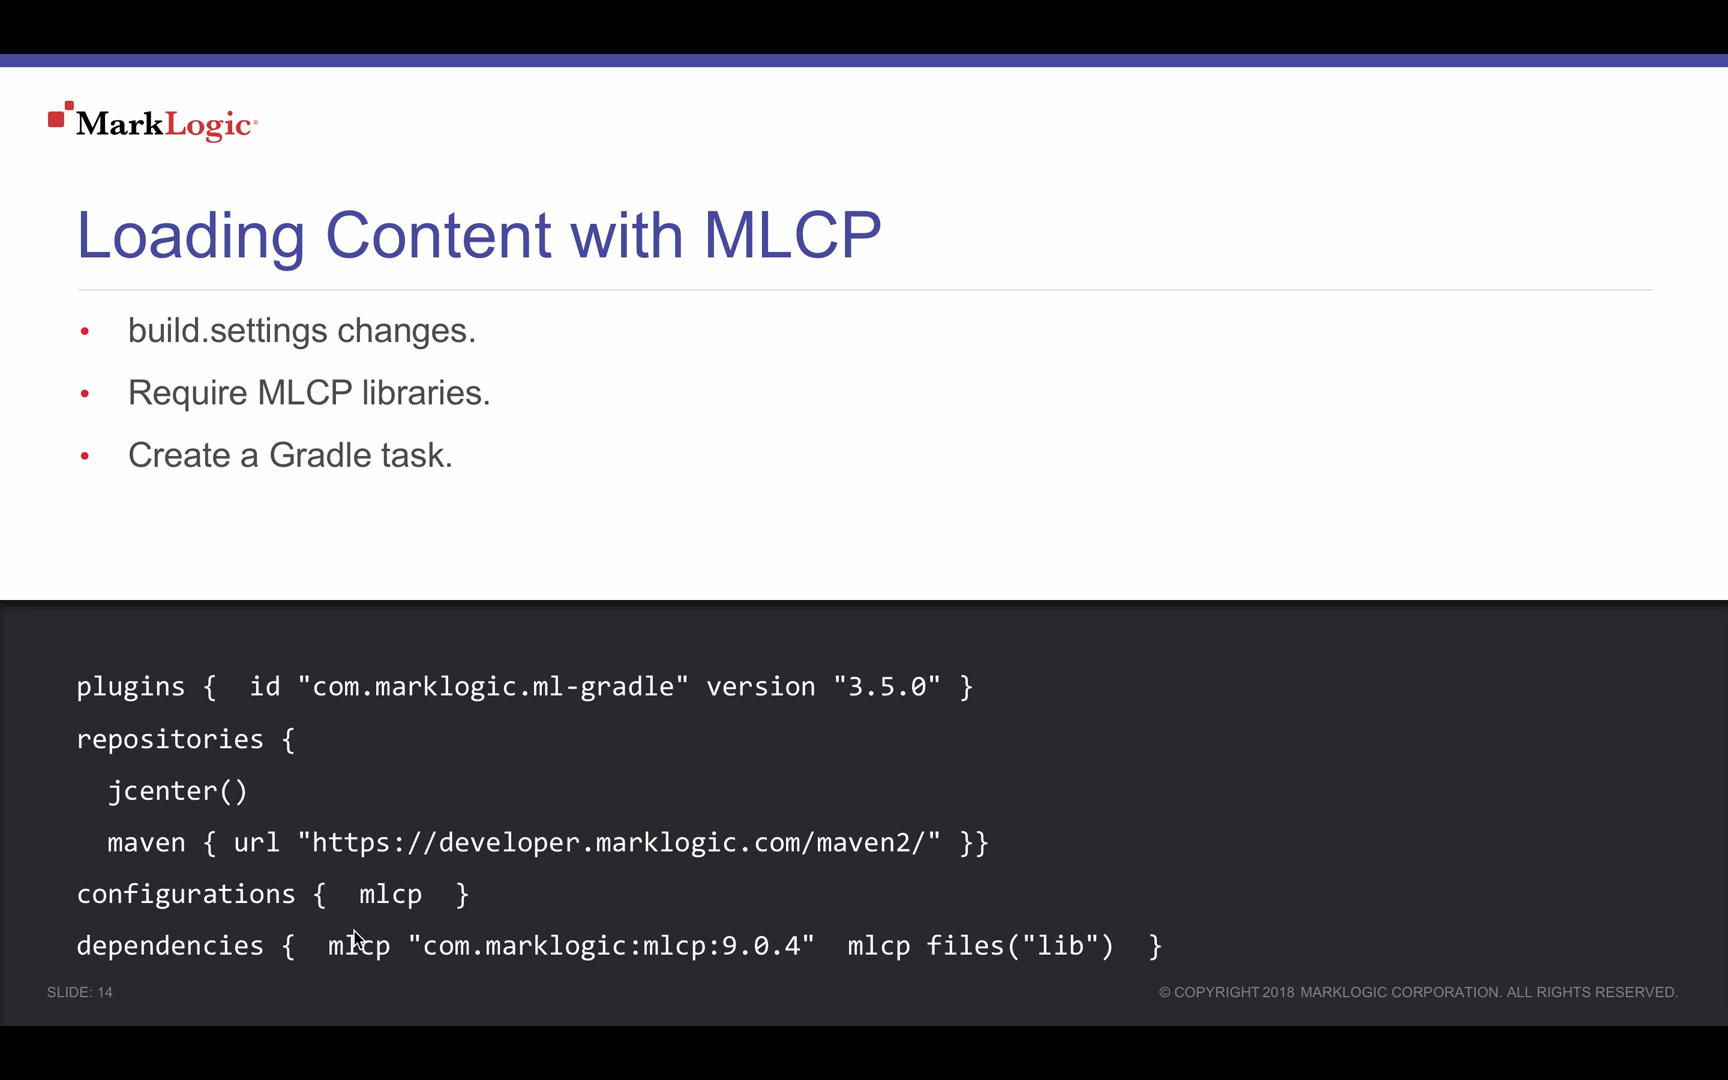 MarkLogic®
Loading Content with MLCP
• build.settings changes.
• Require MLCP libraries.
• Create a Gradle task.
plugins {  id "com.marklogic.ml-gradle" version "3.5.0" }
repositories {
  jcenter()
  maven { url "https://developer.marklogic.com/maven2/" }}
configurations {  mlcp  }
dependencies {  mlcp "com.marklogic:mlcp:9.0.4"  mlcp files("lib")  }
SLIDE: 14
© COPYRIGHT 2018 MARKLOGIC CORPORATION. ALL RIGHTS RESERVED.